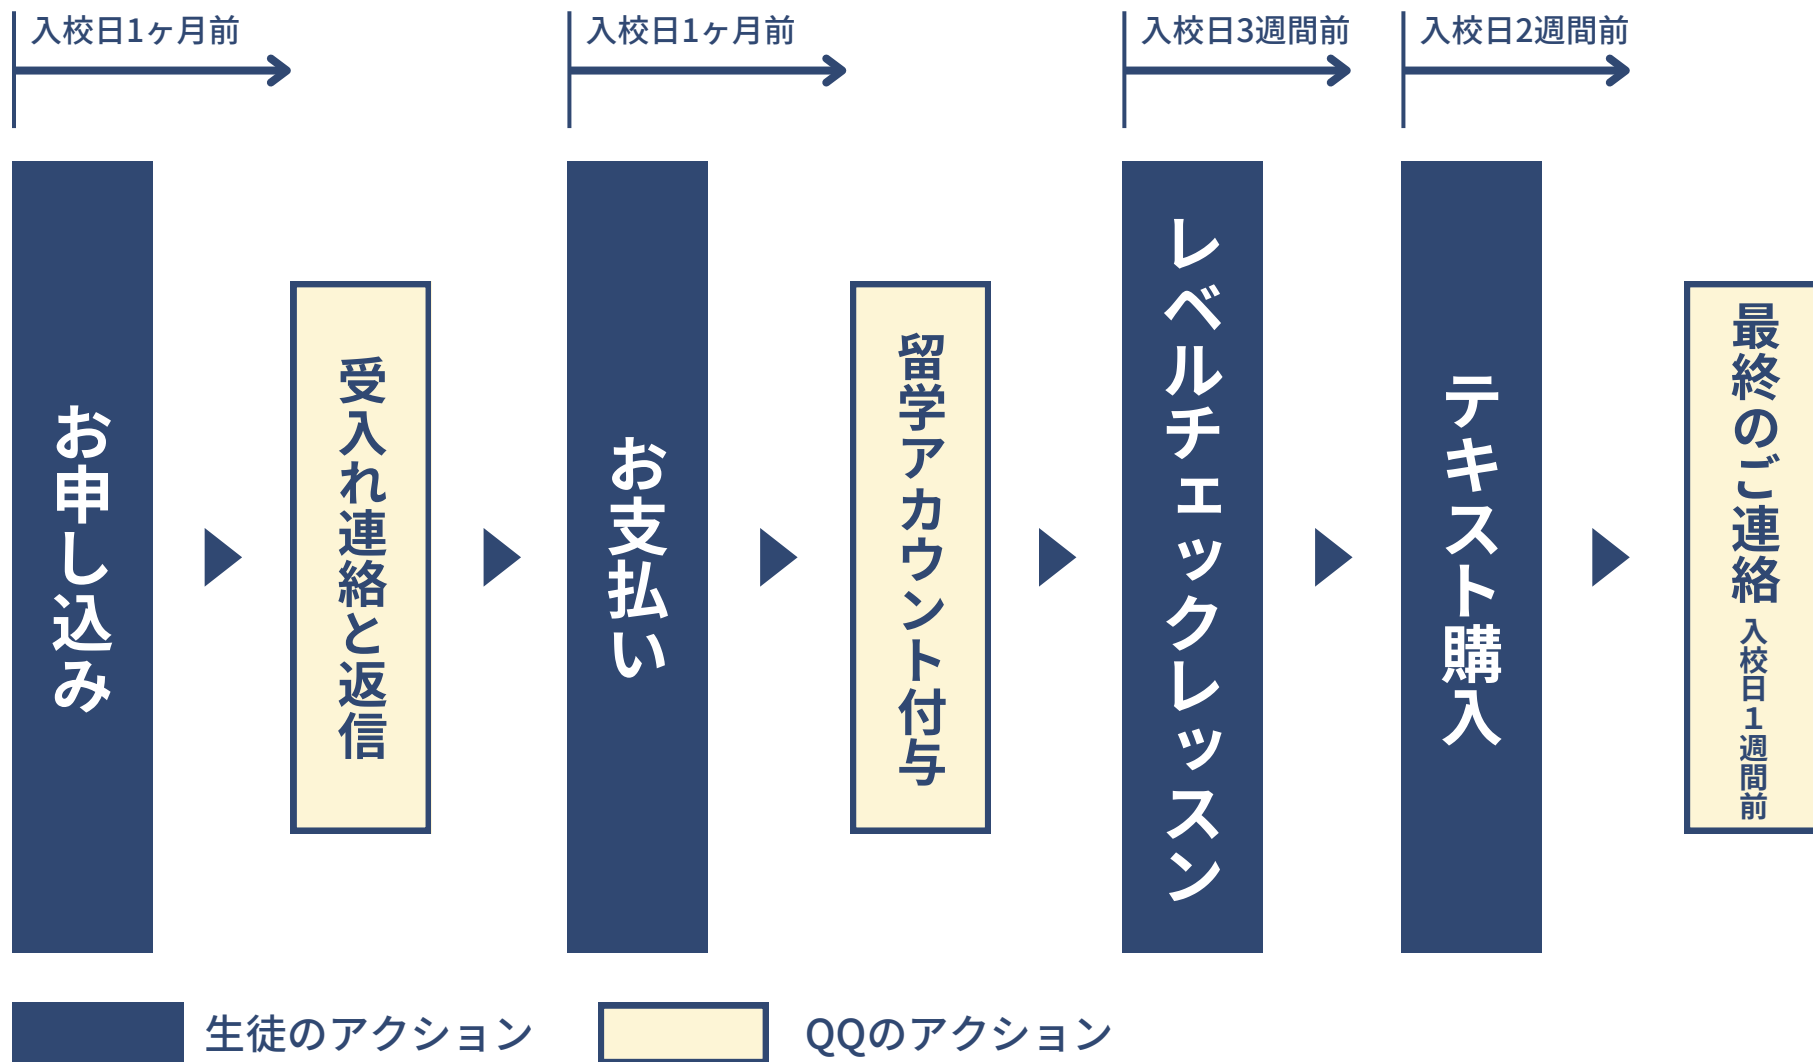 入校日1ヶ月前
入校日1ヶ月前
入校日3週間前
入校日2週間前
お申し込み
受入れ連絡と返信
お支払い
留学アカウント付与
レベルチェックレッスン
テキスト購入
最終のご連絡 入校日1週間前
生徒のアクション
QQのアクション